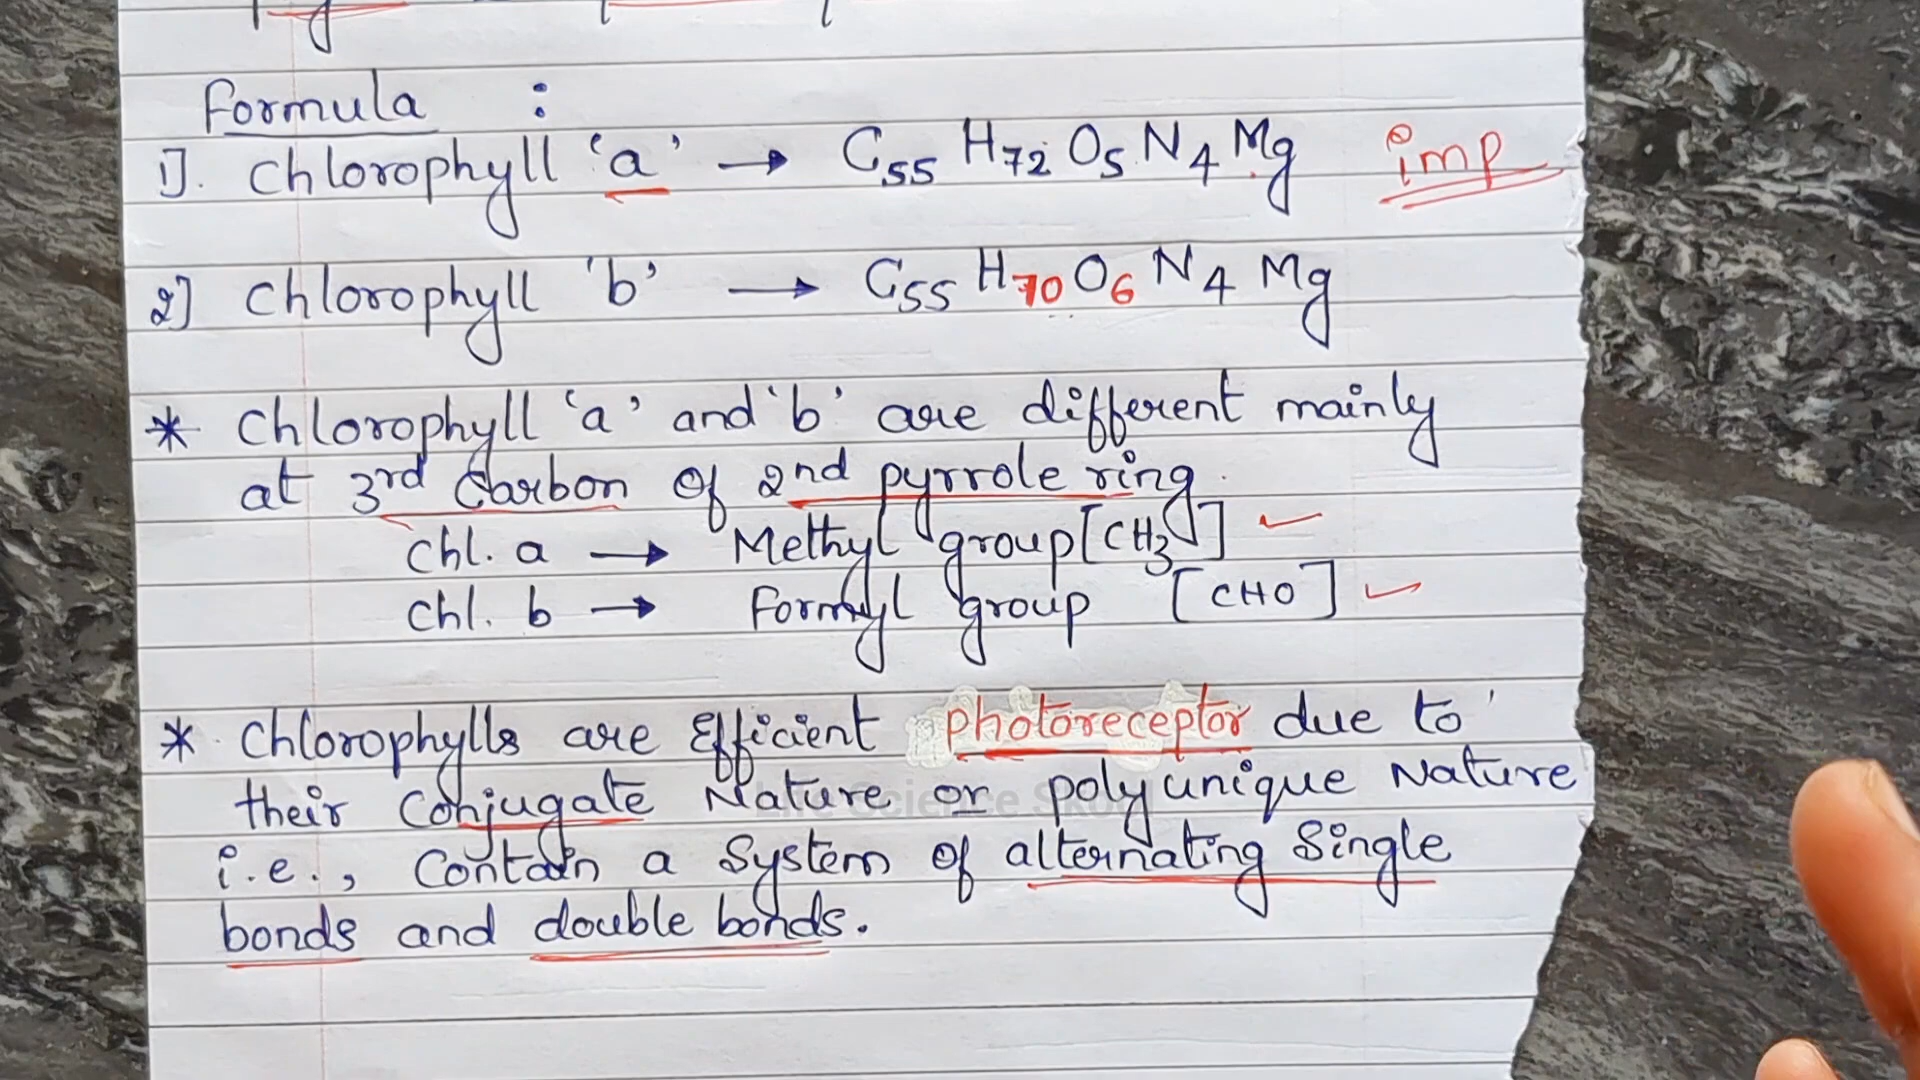 Formula :
1]. Chlorophyll 'a' → C55 H72 O5 N4 Mg imp
2] Chlorophyll 'b' → C55 H70 O6 N4 Mg
* Chlorophyll 'a' and 'b' are different mainly
at 3rd Carbon of 2nd pyrrole ring.
Chl. a → Methyl group [CH3] ✓
Chl. b → Formyl group [CHO] ✓
* Chlorophylls are Efficient photoreceptor due to
their Conjugate Nature or polyunique Nature
i.e., Contain a System of alternating Single
bonds and double bonds.
Life Science Skool